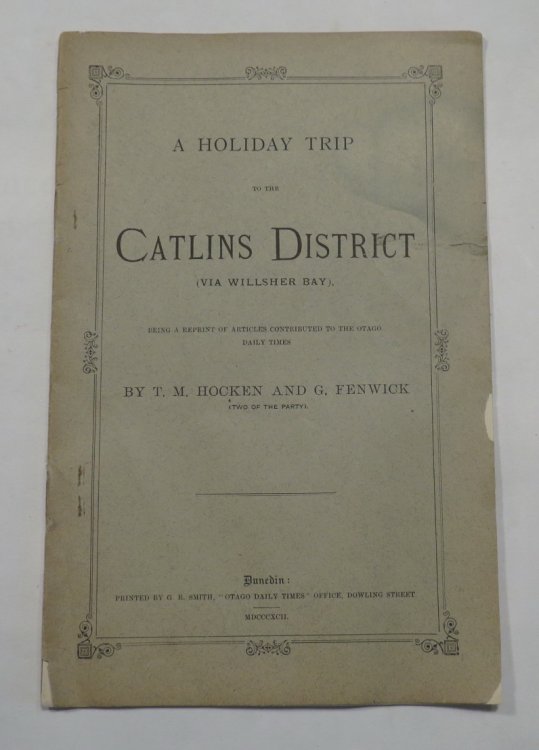 A HOLIDAY TRIP
TO THE
CATLINS DISTRICT
(VIA WILLSHER BAY),
BEING A REPRINT OF ARTICLES CONTRIBUTED TO THE OTAGO
DAILY TIMES
BY T. M. HOCKEN AND G. FENWICK
(TWO OF THE PARTY).
Dunedin:
PRINTED BY G. R. SMITH, "OTAGO DAILY TIMES" OFFICE, DOWLING STREET
MDCCCXCII.